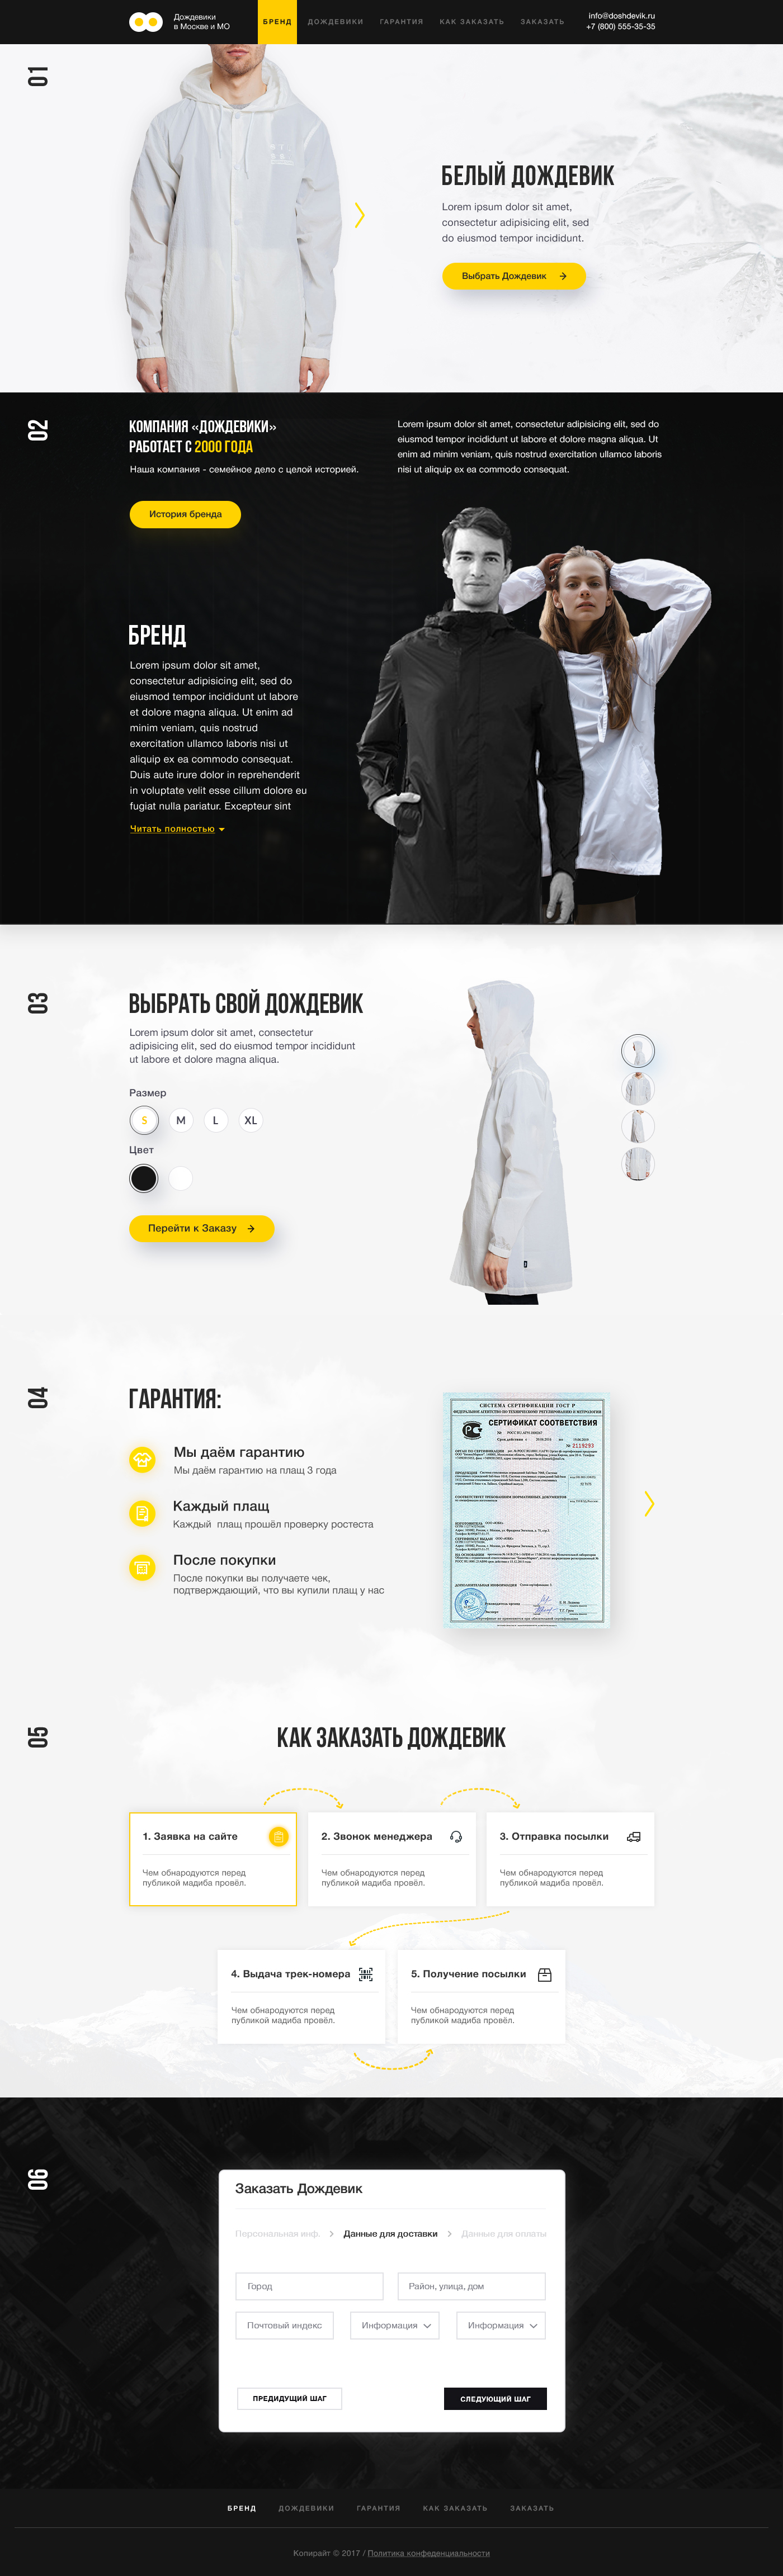 Дождевики
в Москве и МО
БРЕНД
ДОЖДЕВИКИ
ГАРАНТИЯ
КАК ЗАКАЗАТЬ
ЗАКАЗАТЬ
info@doshdevik.ru
+7 (800) 555-35-35
01
БЕЛЫЙ ДОЖДЕВИК
Lorem ipsum dolor sit amet,
consectetur adipisicing elit, sed
do eiusmod tempor incididunt.
Выбрать Дождевик
02
КОМПАНИЯ «ДОЖДЕВИКИ»
РАБОТАЕТ С 2000 ГОДА
Наша компания - семейное дело с целой историей.
Lorem ipsum dolor sit amet, consectetur adipisicing elit, sed do
eiusmod tempor incididunt ut labore et dolore magna aliqua. Ut
enim ad minim veniam, quis nostrud exercitation ullamco laboris
nisi ut aliquip ex ea commodo consequat.
История бренда
БРЕНД
Lorem ipsum dolor sit amet,
consectetur adipisicing elit, sed do
eiusmod tempor incididunt ut labore
et dolore magna aliqua. Ut enim ad
minim veniam, quis nostrud
exercitation ullamco laboris nisi ut
aliquip ex ea commodo consequat.
Duis aute irure dolor in reprehenderit
in voluptate velit esse cillum dolore eu
fugiat nulla pariatur. Excepteur sint
Читать полностью
03
ВЫБРАТЬ СВОЙ ДОЖДЕВИК
Lorem ipsum dolor sit amet, consectetur
adipisicing elit, sed do eiusmod tempor incididunt
ut labore et dolore magna aliqua.
Размер
S
M
L
XL
Цвет
Перейти к Заказу
04
ГАРАНТИЯ:
Мы даём гарантию
Мы даём гарантию на плащ 3 года
Каждый плащ
Каждый плащ прошёл проверку ростеста
После покупки
После покупки вы получаете чек,
подтверждающий, что вы купили плащ у нас
СИСТЕМА СЕРТИФИКАЦИИ ГОСТ Р
ФЕДЕРАЛЬНОЕ АГЕНТСТВО ПО ТЕХНИЧЕСКОМУ РЕГУЛИРОВАНИЮ И МЕТРОЛОГИИ
СЕРТИФИКАТ СООТВЕТСТВИЯ
№ 2119293
05
КАК ЗАКАЗАТЬ ДОЖДЕВИК
1. Заявка на сайте
Чем обнародуются перед
публикой мадиба провёл.
2. Звонок менеджера
Чем обнародуются перед
публикой мадиба провёл.
3. Отправка посылки
Чем обнародуются перед
публикой мадиба провёл.
4. Выдача трек-номера
Чем обнародуются перед
публикой мадиба провёл.
5. Получение посылки
Чем обнародуются перед
публикой мадиба провёл.
06
Заказать Дождевик
Персональная инф.
Данные для доставки
Данные для оплаты
Город
Район, улица, дом
Почтовый индекс
Информация
Информация
ПРЕДИДУЩИЙ ШАГ
СЛЕДУЮЩИЙ ШАГ
БРЕНД
ДОЖДЕВИКИ
ГАРАНТИЯ
КАК ЗАКАЗАТЬ
ЗАКАЗАТЬ
Копирайт © 2017 / Политика конфеденциальности